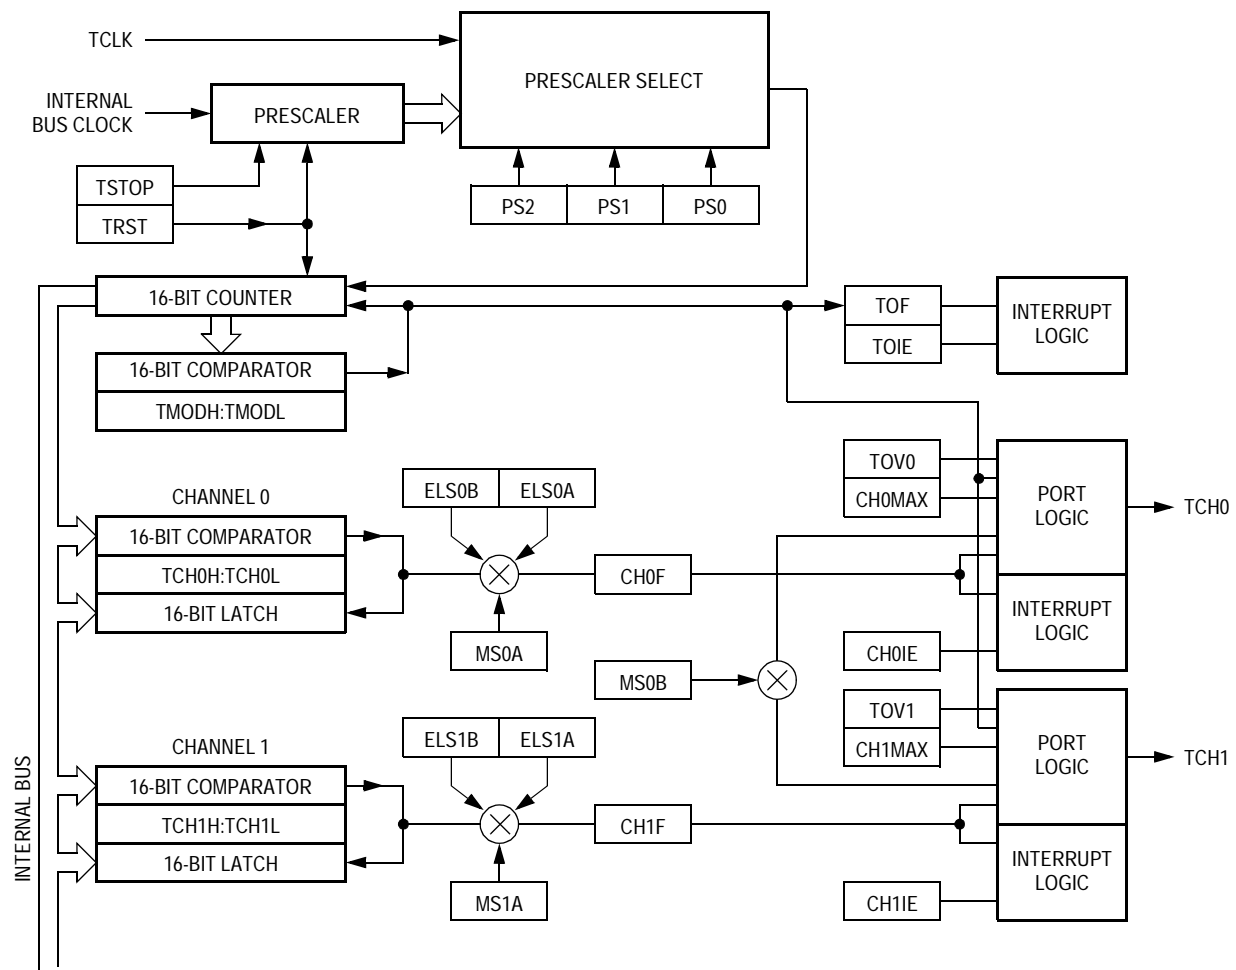 TCLK
PRESCALER SELECT
INTERNAL
BUS CLOCK
PRESCALER
TSTOP
TRST
PS2
PS1
PS0
16-BIT COUNTER
16-BIT COMPARATOR
TMODH:TMODL
TOF
TOIE
INTERRUPT
LOGIC
CHANNEL 0
16-BIT COMPARATOR
TCH0H:TCH0L
16-BIT LATCH
ELS0B
ELS0A
MS0A
CH0F
TOV0
CH0MAX
PORT
LOGIC
TCH0
INTERRUPT
LOGIC
CH0IE
MS0B
CHANNEL 1
16-BIT COMPARATOR
TCH1H:TCH1L
16-BIT LATCH
ELS1B
ELS1A
MS1A
CH1F
TOV1
CH1MAX
PORT
LOGIC
TCH1
INTERRUPT
LOGIC
CH1IE
INTERNAL BUS